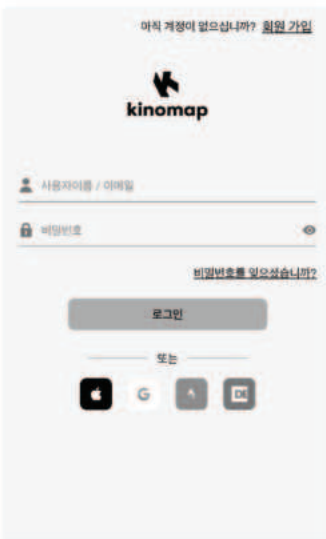 아직 계정이 없으십니까? 회원 가입
kinomap
사용자이름 / 이메일
비밀번호
비밀번호를 잊으셨습니까?
로그인
또는
G